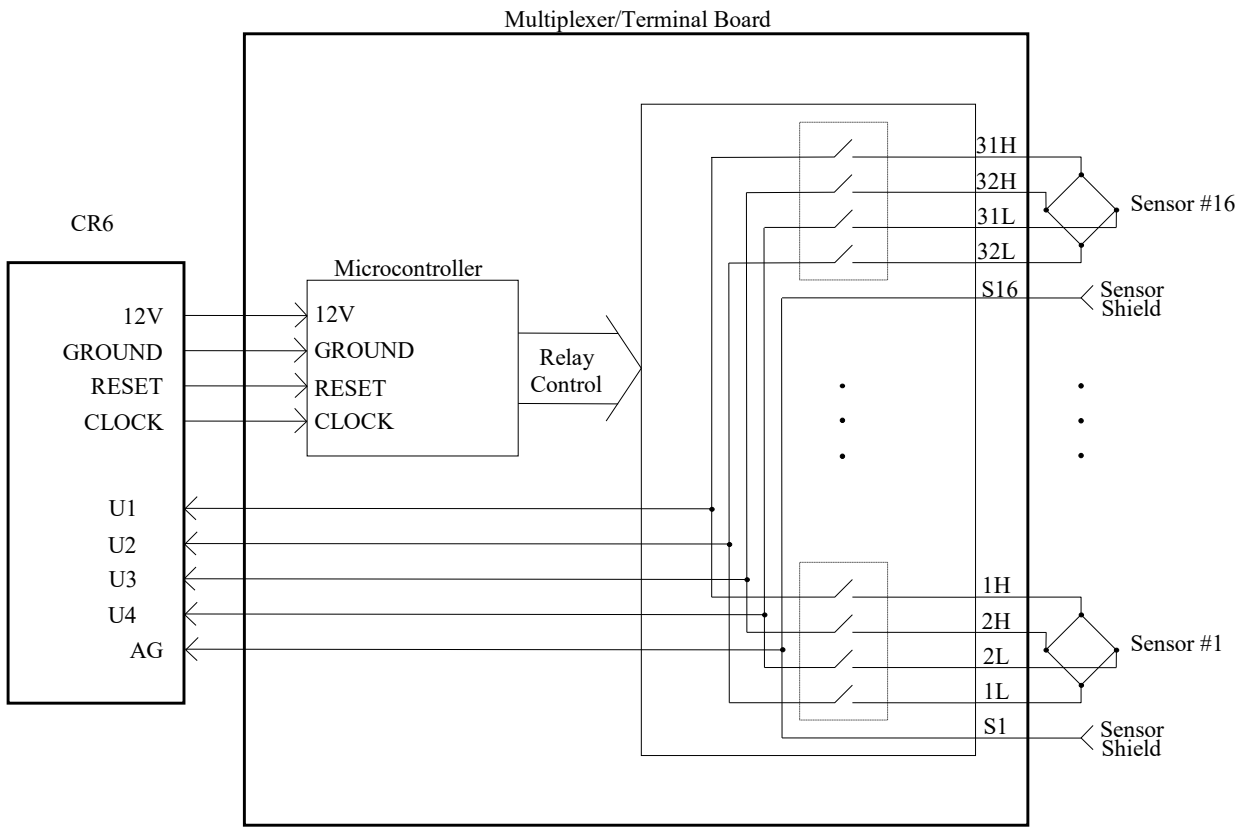 Multiplexer/Terminal Board
31H
32H
31L
32L
S16
Sensor #16
Sensor
Shield
CR6
12V
GROUND
RESET
CLOCK
U1
U2
U3
U4
AG
Microcontroller
12V
GROUND
RESET
CLOCK
Relay
Control
1H
2H
2L
1L
S1
Sensor #1
Sensor
Shield